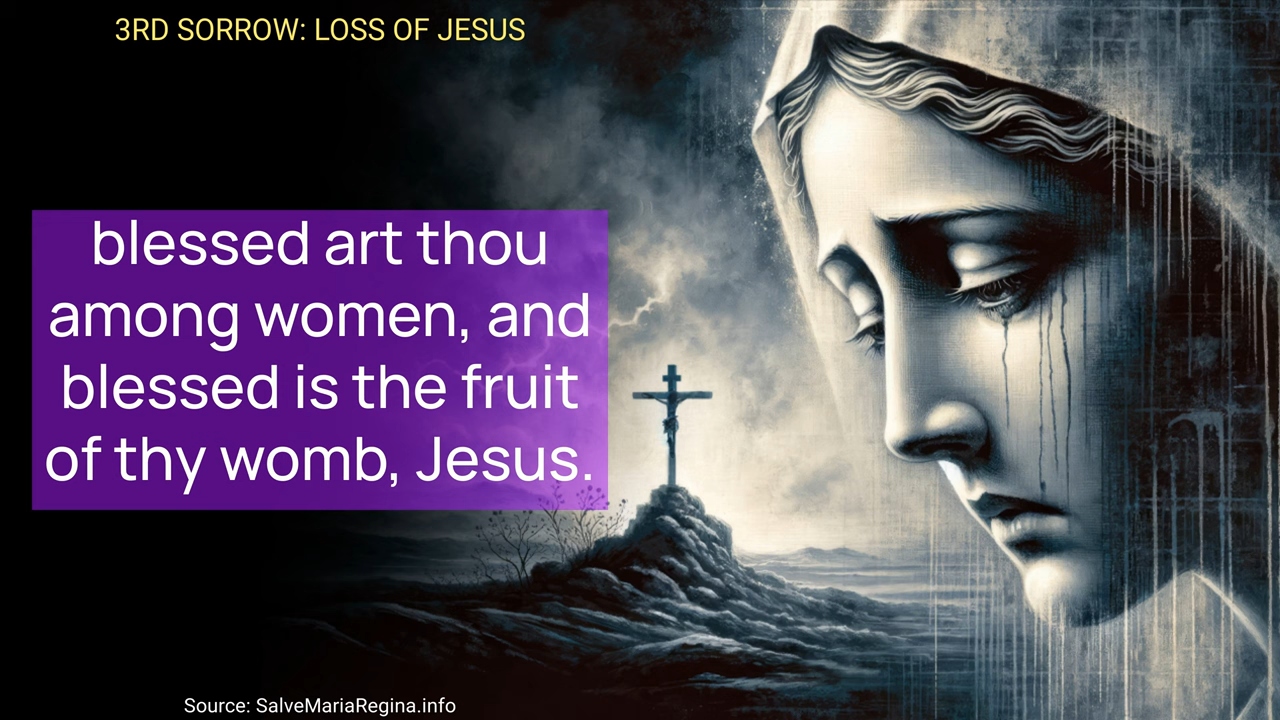 3RD SORROW: LOSS OF JESUS
blessed art thou
among women, and
blessed is the fruit
of thy womb, Jesus.
Source: SalveMariaRegina.info